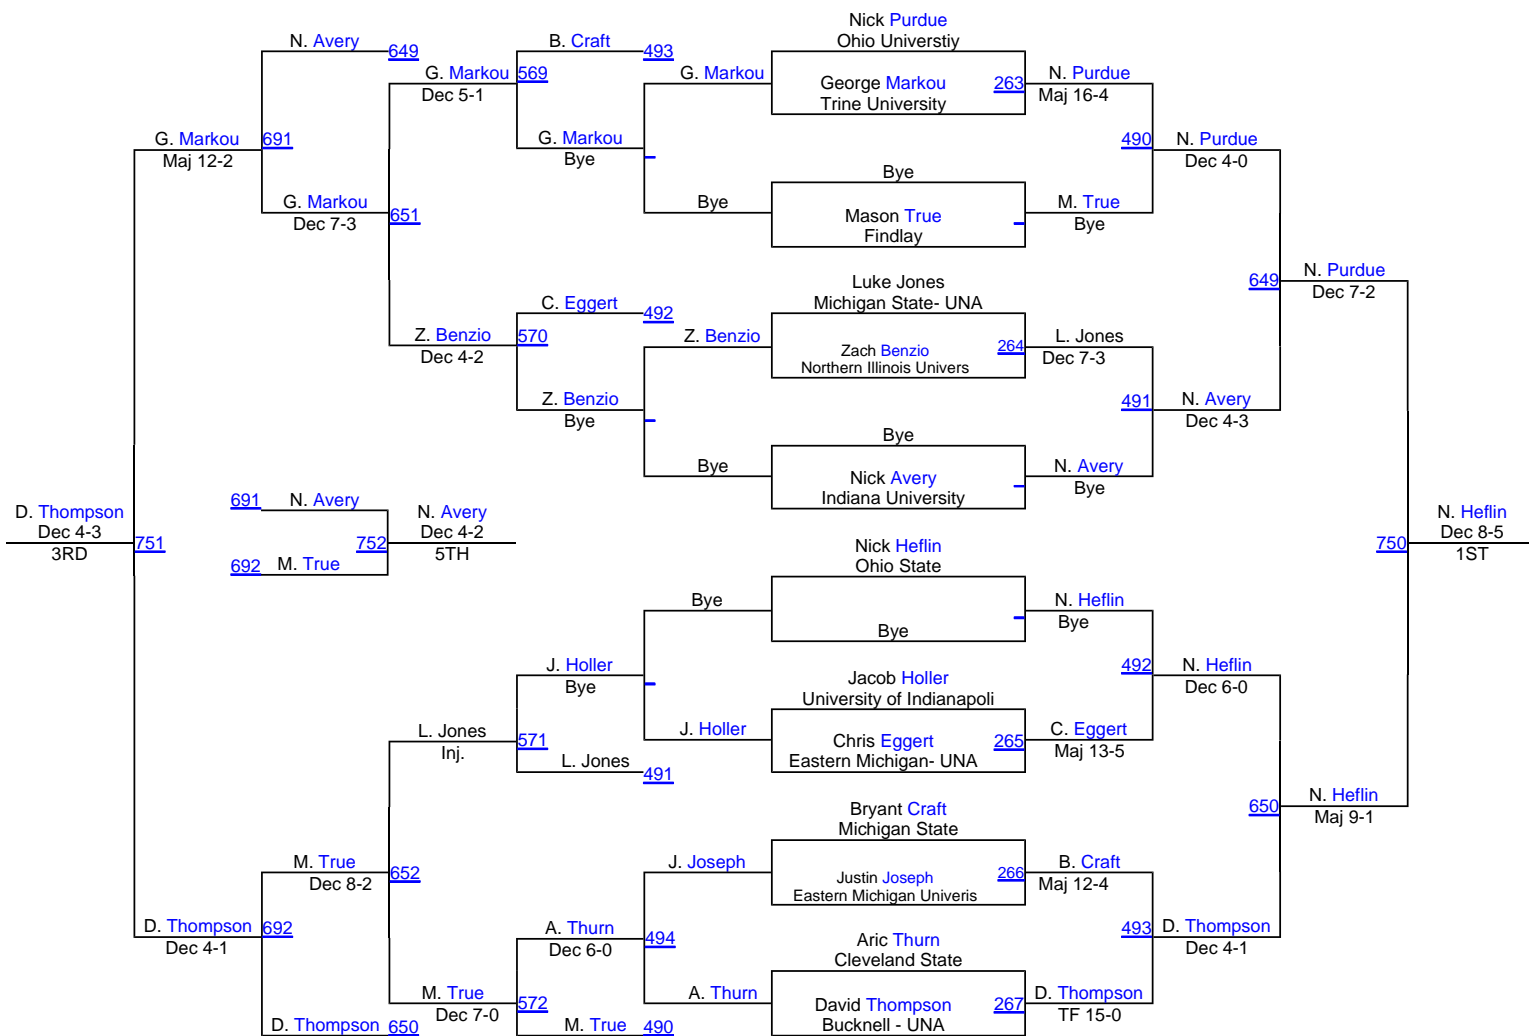 Nick Purdue
Ohio Universtiy
N. Avery 649
B. Craft 493
G. Markou 569
Dec 5-1
G. Markou
George Markou 263
Trine University
N. Purdue
Maj 16-4
G. Markou 691
Maj 12-2
G. Markou
Bye
490
N. Purdue
Dec 4-0
Bye
G. Markou
Dec 7-3
651
Bye
Mason True
Findlay
M. True
Bye
Luke Jones
Michigan State- UNA
649
N. Purdue
Dec 7-2
C. Eggert 492
Z. Benzio 570
Dec 4-2
Z. Benzio
Zach Benzio 264
Northern Illinois Univers
L. Jones
Dec 7-3
Z. Benzio
Bye
491
N. Avery
Dec 4-3
Bye
Bye
Nick Avery
Indiana University
N. Avery
Bye
691 N. Avery
D. Thompson
Dec 4-3
3RD
751
752
N. Avery
Dec 4-2
5TH
692 M. True
750
N. Heflin
Dec 8-5
1ST
Nick Heflin
Ohio State
Bye
Bye
N. Heflin
Bye
J. Holler
Bye
Jacob Holler
University of Indianapoli
492
N. Heflin
Dec 6-0
L. Jones
Inj.
571
J. Holler
Chris Eggert 265
Eastern Michigan- UNA
C. Eggert
Maj 13-5
L. Jones 491
Bryant Craft
Michigan State
650
N. Heflin
Maj 9-1
M. True
Dec 8-2
652
J. Joseph
Justin Joseph 266
Eastern Michigan Univeris
B. Craft
Maj 12-4
D. Thompson 692
Dec 4-1
A. Thurn
Dec 6-0
494
Aric Thurn
Cleveland State
493
D. Thompson
Dec 4-1
M. True
Dec 7-0
572
A. Thurn
David Thompson 267
Bucknell - UNA
D. Thompson
TF 15-0
D. Thompson 650
M. True 490